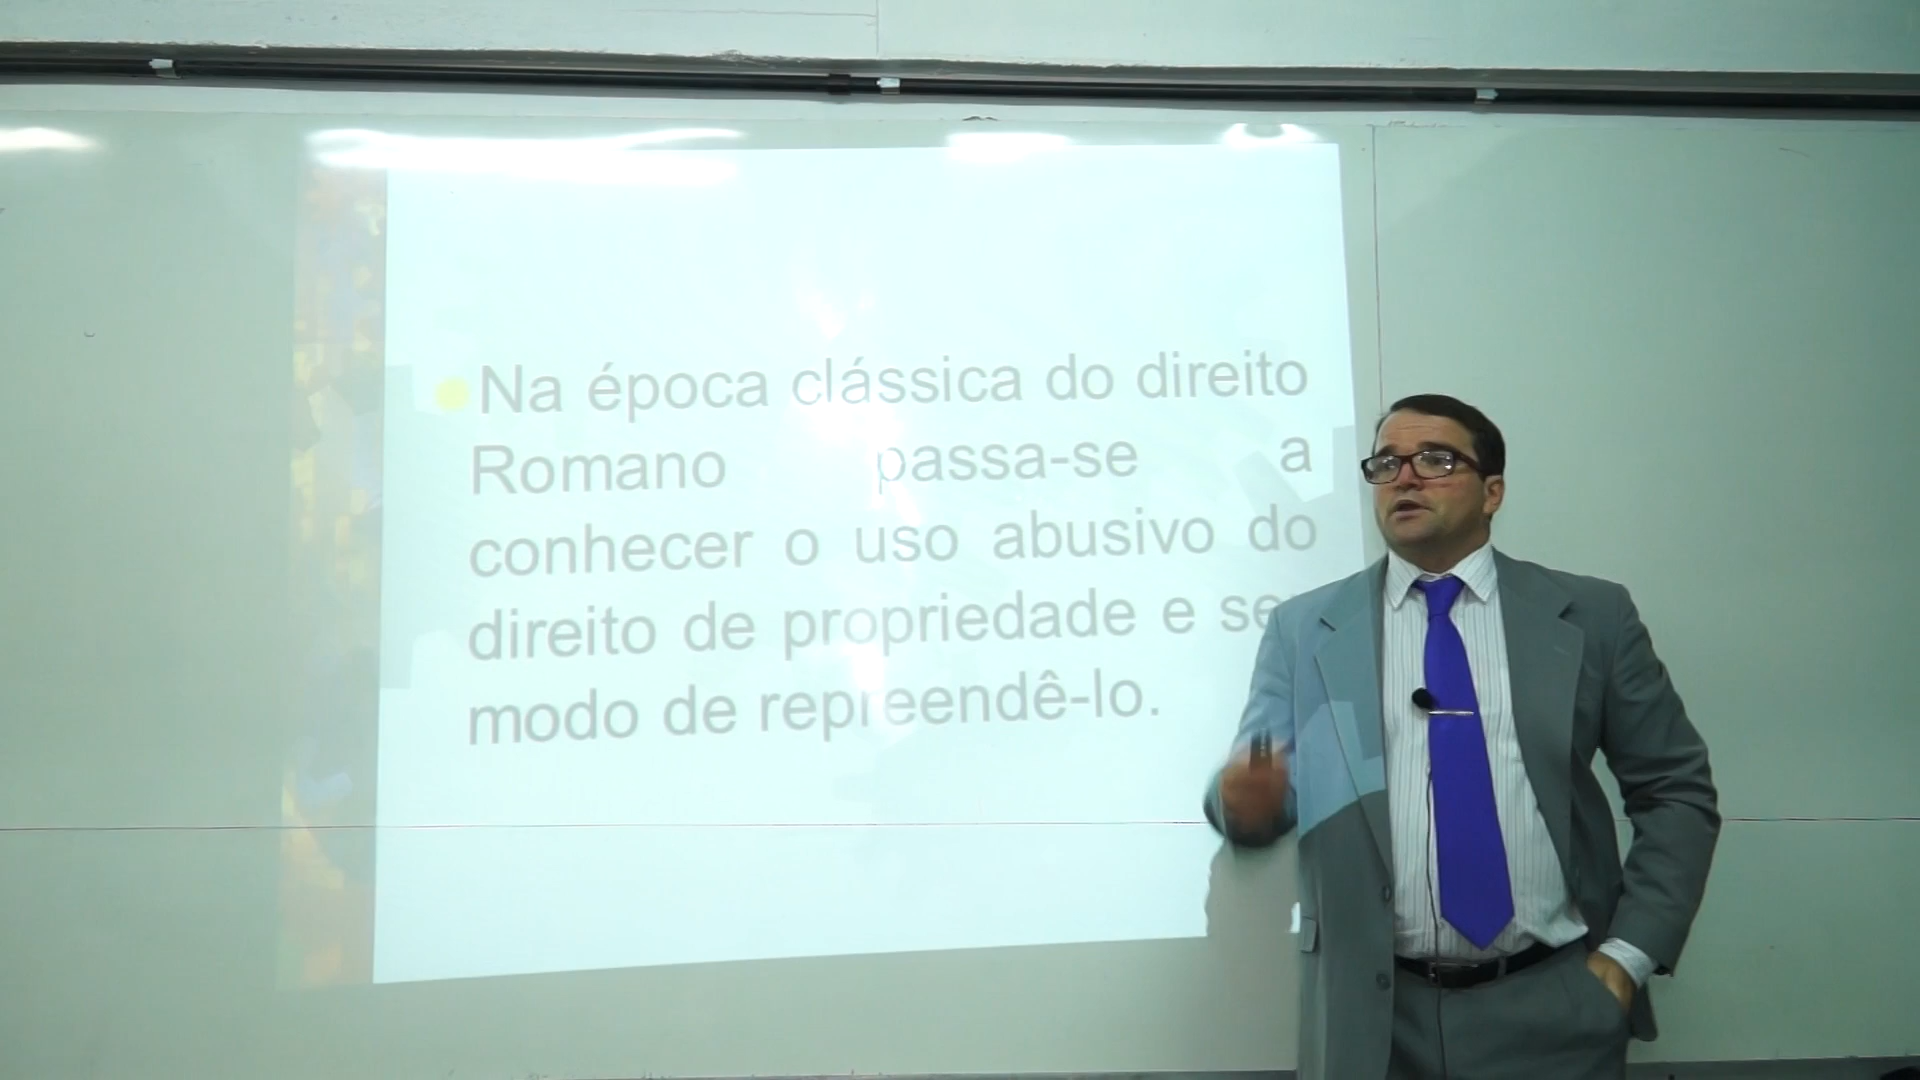 Na época clássica do direito
Romano passa-se a
conhecer o uso abusivo do
direito de propriedade e
modo de repreendê-lo.